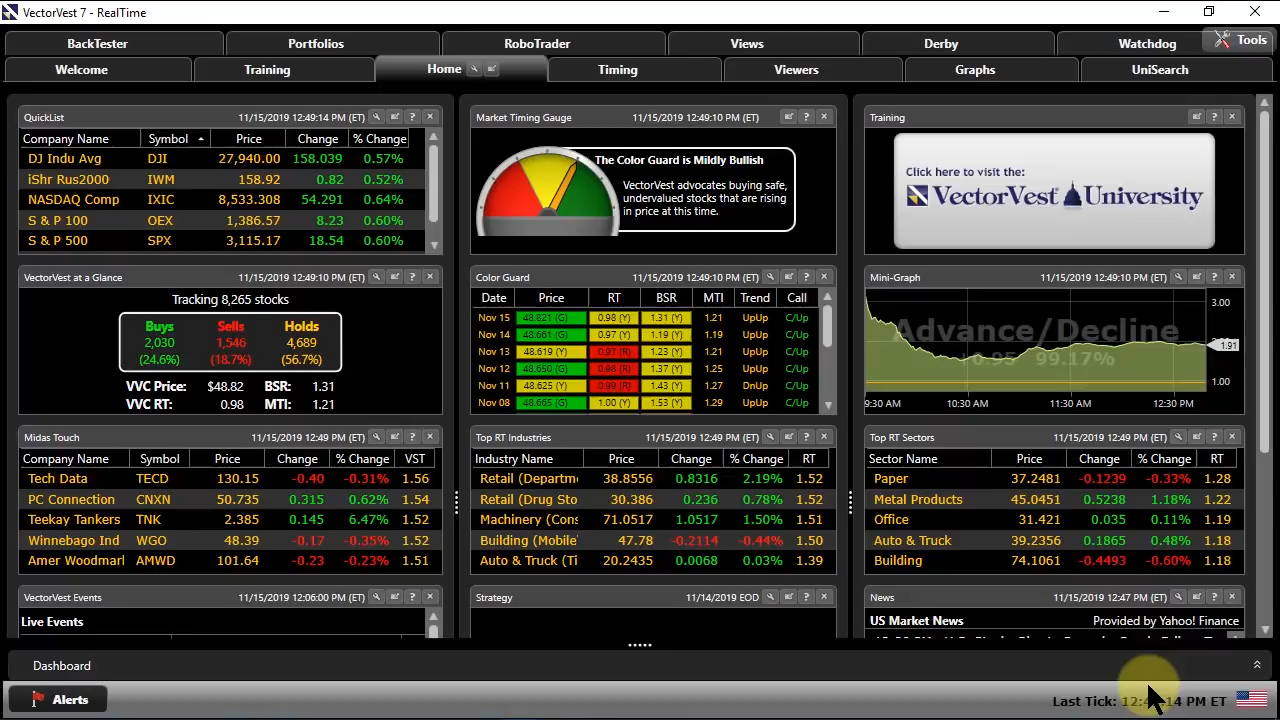 VectorVest 7 - RealTime
BackTester Portfolios RoboTrader Views Derby Watchdog Tools
Welcome Training Home Timing Viewers Graphs UniSearch
QuickList 11/15/2019 12:49:14 PM (ET)
Company Name Symbol Price Change % Change
DJ Indu Avg DJI 27,940.00 158.039 0.57%
iShr Rus2000 IWM 158.92 0.82 0.52%
NASDAQ Comp IXIC 8,533.308 54.291 0.64%
S & P 100 OEX 1,386.57 8.23 0.60%
S & P 500 SPX 3,115.17 18.54 0.60%
Market Timing Gauge 11/15/2019 12:49:10 PM (ET)
The Color Guard is Mildly Bullish
VectorVest advocates buying safe,
undervalued stocks that are rising
in price at this time.
Training
Click here to visit the:
VectorVest University
VectorVest at a Glance 11/15/2019 12:49:10 PM (ET)
Tracking 8,265 stocks
Buys Sells Holds
2,030 1,546 4,689
(24.6%) (18.7%) (56.7%)
VVC Price: $48.82 BSR: 1.31
VVC RT: 0.98 MTI: 1.21
Color Guard 11/15/2019 12:49:10 PM (ET)
Date Price RT BSR MTI Trend Call
Nov 15 48.821 (G) 0.98 (Y) 1.31 (Y) 1.21 UpUp C/Up
Nov 14 48.661 (G) 0.97 (Y) 1.19 (Y) 1.19 UpUp C/Up
Nov 13 48.619 (Y) 0.97 (R) 1.23 (Y) 1.21 UpUp C/Up
Nov 12 48.650 (G) 0.98 (R) 1.37 (Y) 1.25 UpUp C/Up
Nov 11 48.625 (Y) 0.99 (R) 1.43 (Y) 1.27 DnUp C/Up
Nov 08 48.665 (G) 1.00 (Y) 1.53 (Y) 1.29 UpUp C/Up
Mini-Graph 11/15/2019 12:49:10 PM (ET)
Advance/Decline
99.17%
3.00
1.91
1.00
9:30 AM 10:30 AM 11:30 AM 12:30 PM
Midas Touch 11/15/2019 12:49 PM (ET)
Company Name Symbol Price Change % Change VST
Tech Data TECD 130.15 -0.40 -0.31% 1.56
PC Connection CNXN 50.735 0.315 0.62% 1.54
Teekay Tankers TNK 2.385 0.145 6.47% 1.52
Winnebago Ind WGO 48.39 -0.17 -0.35% 1.52
Amer Woodmarl AMWD 101.64 -0.23 -0.23% 1.51
Top RT Industries 11/15/2019 12:49 PM (ET)
Industry Name Price Change % Change RT
Retail (Departm 38.8556 0.8316 2.19% 1.52
Retail (Drug Sto 30.386 0.236 0.78% 1.52
Machinery (Cons 71.0517 1.0517 1.50% 1.51
Building (Mobile 47.78 -0.2114 -0.44% 1.50
Auto & Truck (Ti 20.2435 0.0068 0.03% 1.39
Top RT Sectors 11/15/2019 12:49 PM (ET)
Sector Name Price Change % Change RT
Paper 37.2481 -0.1239 -0.33% 1.28
Metal Products 45.0451 0.5238 1.18% 1.22
Office 31.421 0.035 0.11% 1.19
Auto & Truck 39.2356 0.1865 0.48% 1.18
Building 74.1061 -0.4493 -0.60% 1.18
VectorVest Events 11/15/2019 12:06:00 PM (ET)
Live Events
Strategy 11/14/2019 EOD
News 11/15/2019 12:47 PM (ET)
US Market News Provided by Yahoo! Finance
Dashboard
Alerts
Last Tick: PM ET